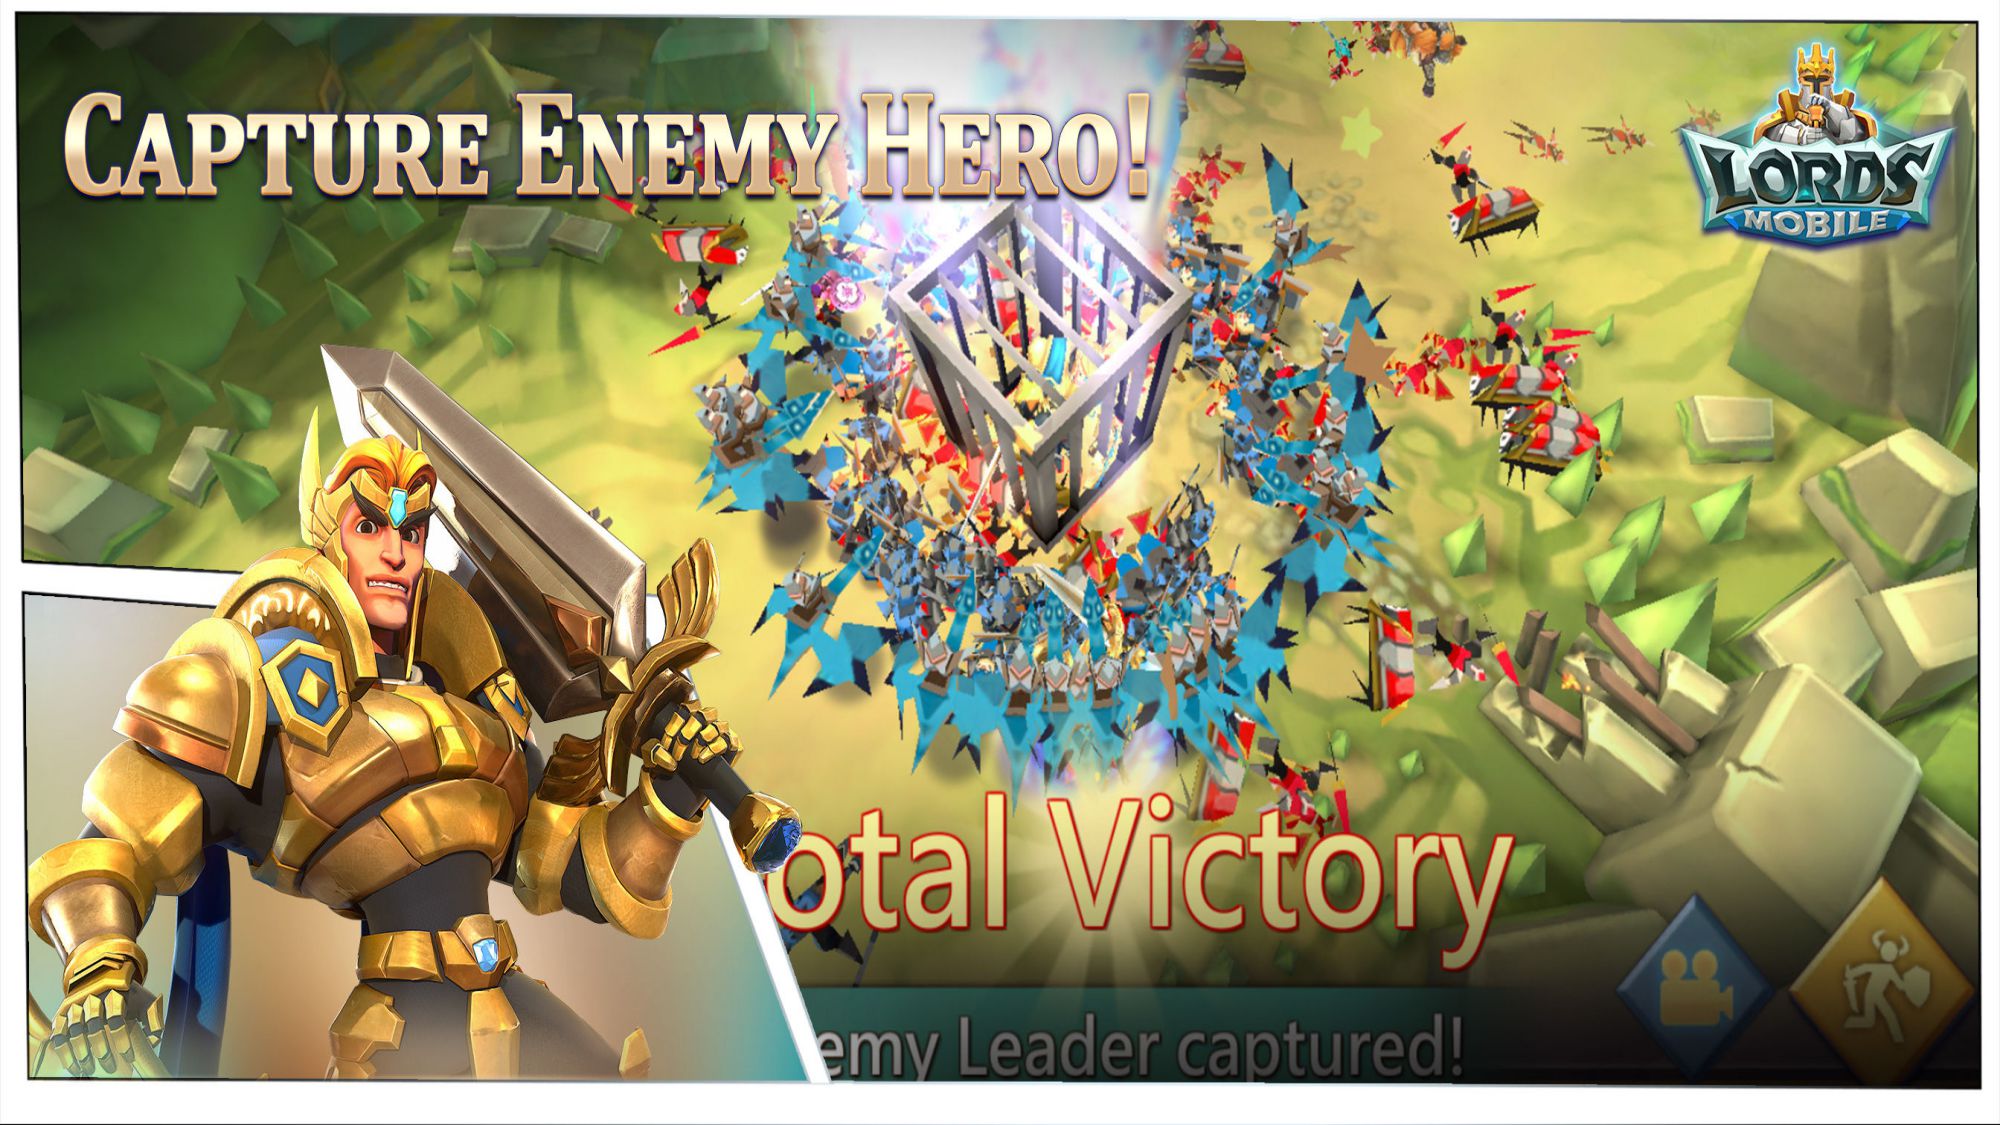 CAPTURE ENEMY HERO!
LORDS
MOBILE
otal Victory
emy Leader captured!